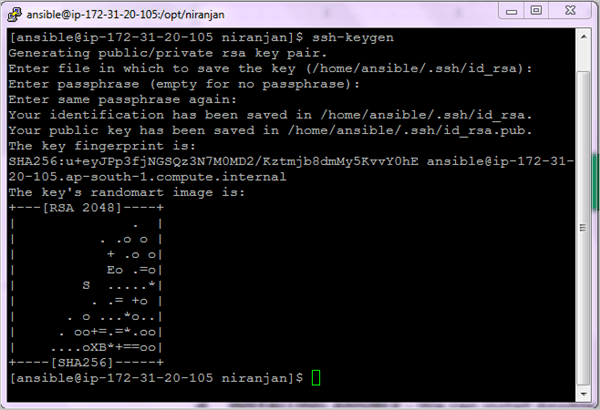 ansible@ip-172-31-20-105:/opt/niranjan
[ansible@ip-172-31-20-105 niranjan]$ ssh-keygen
Generating public/private rsa key pair.
Enter file in which to save the key (/home/ansible/.ssh/id_rsa):
Enter passphrase (empty for no passphrase):
Enter same passphrase again:
Your identification has been saved in /home/ansible/.ssh/id_rsa.
Your public key has been saved in /home/ansible/.ssh/id_rsa.pub.
The key fingerprint is:
SHA256:u+eyJPp3fjNGSQz3N7M0MD2/Kztmjb8dmMy5KvvY0hE ansible@ip-172-31-
20-105.ap-south-1.compute.internal
The key's randomart image is:
+---[RSA 2048]----+
|              .  |
|          . .o o |
|           + .o o|
|           Eo .=o|
|        S  .....*|
|         . .= +o |
|      . o ...*o..|
|     . oo+=.=*.oo|
|    ....oXB*+==oo|
+----[SHA256]-----+
[ansible@ip-172-31-20-105 niranjan]$